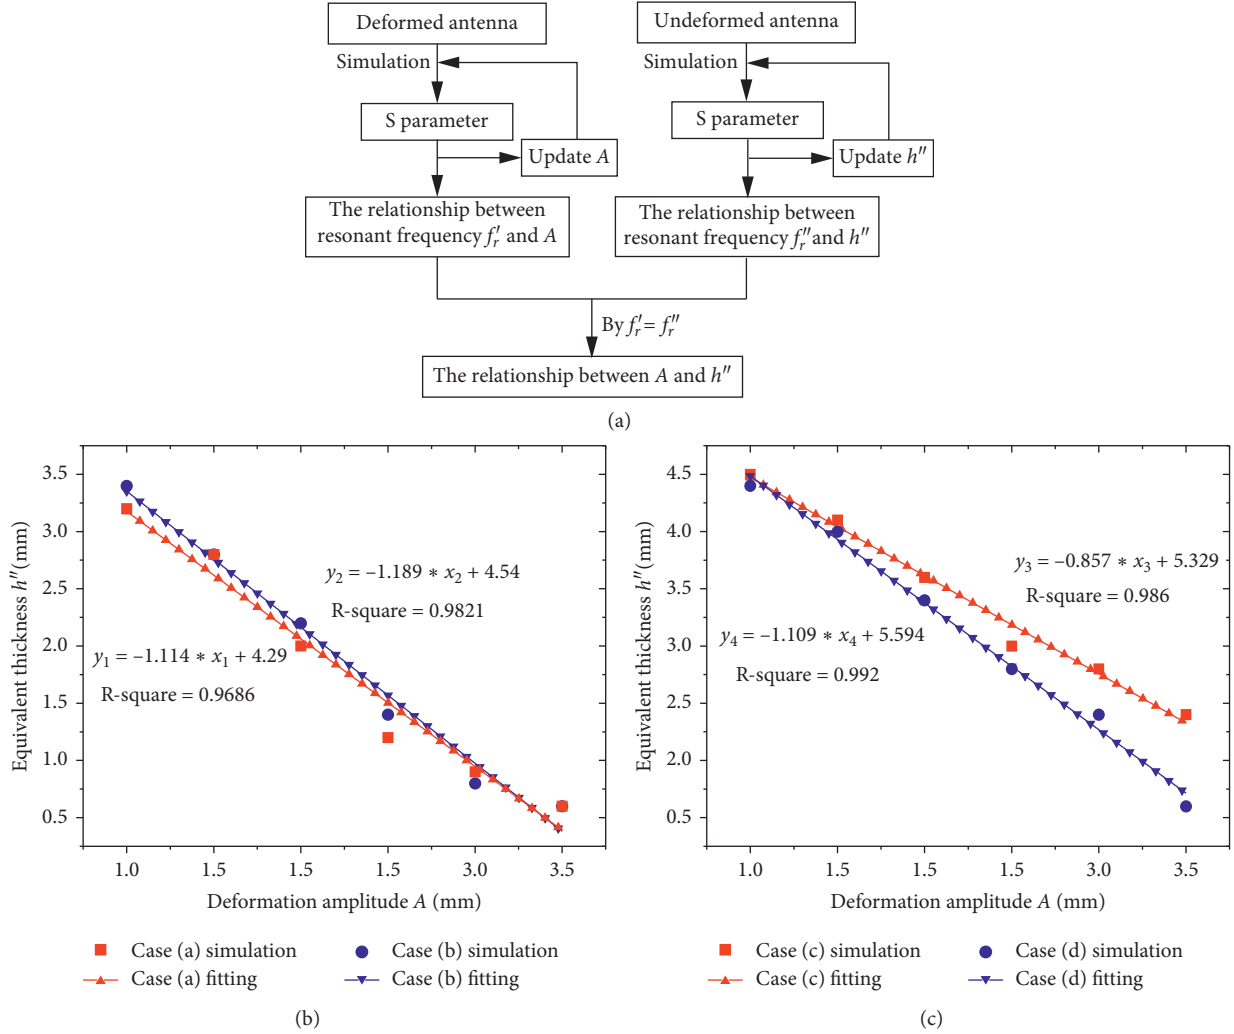 Deformed antenna
Simulation
S parameter
Update A
The relationship between
resonant frequency fr′ and A
Undeformed antenna
Simulation
S parameter
Update h″
The relationship between
resonant frequency fr″ and h″
By fr′ = fr″
The relationship between A and h″
(a)
Equivalent thickness h″ (mm)
3.5
3.0
2.5
2.0
1.5
1.0
0.5
y2 = –1.189 ∗ x2 + 4.54
R-square = 0.9821
y1 = –1.114 ∗ x1 + 4.29
R-square = 0.9686
1.0 1.5 1.5 1.5 3.0 3.5
Deformation amplitude A (mm)
Case (a) simulation
Case (b) simulation
Case (a) fitting
Case (b) fitting
(b)
Equivalent thickness h″ (mm)
4.5
4.0
3.5
3.0
2.5
2.0
0.5
y3 = –0.857 ∗ x3 + 5.329
R-square = 0.986
y4 = –1.109 ∗ x4 + 5.594
R-square = 0.992
1.0 1.5 1.5 1.5 3.0 3.5
Deformation amplitude A (mm)
Case (c) simulation
Case (d) simulation
Case (c) fitting
Case (d) fitting
(c)